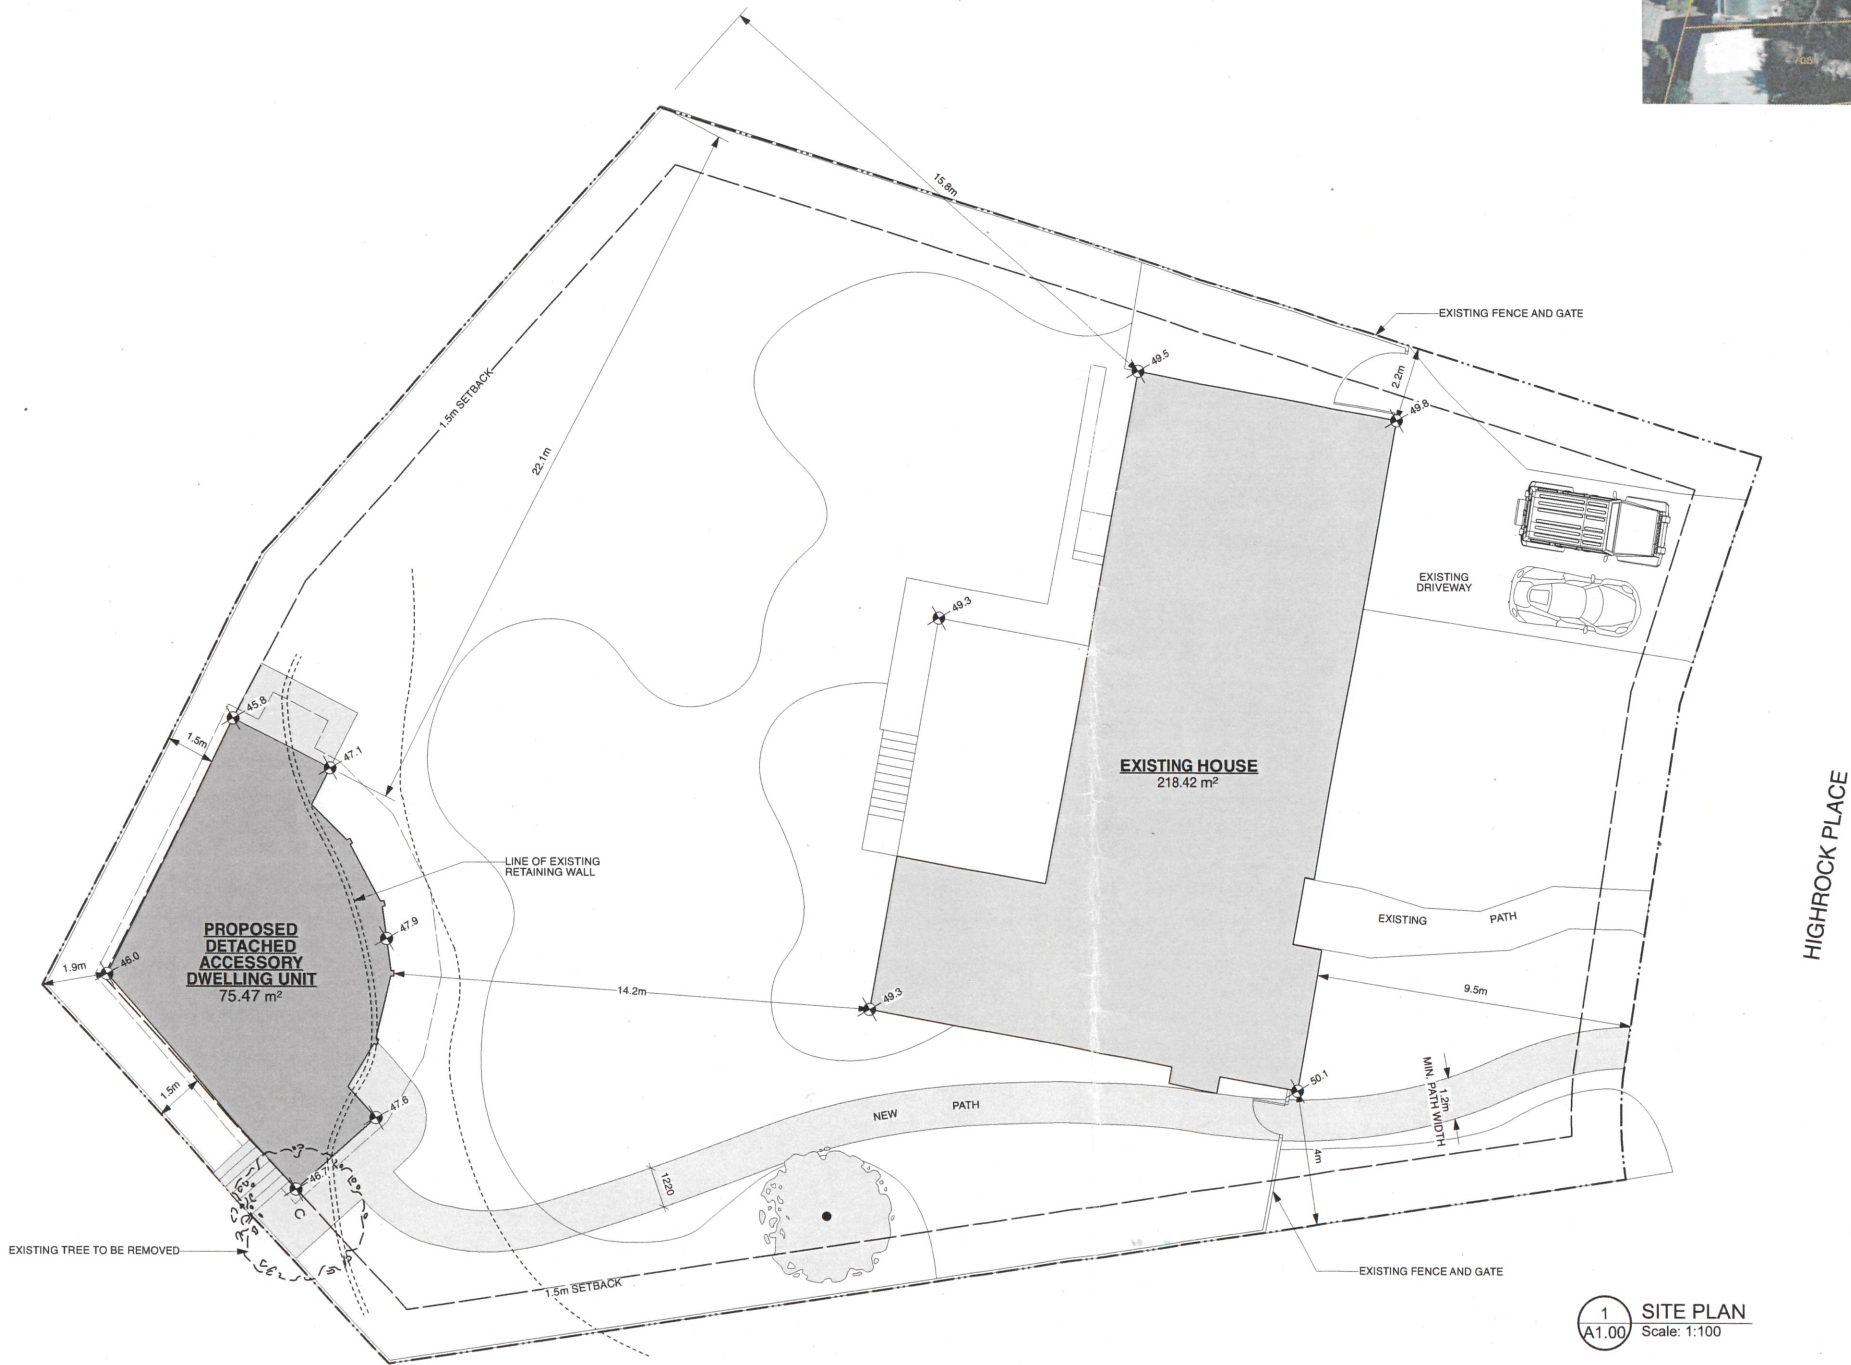 705
15.8m
EXISTING FENCE AND GATE
49.5
2.2m
49.8
1.5m SETBACK
22.1m
EXISTING
DRIVEWAY
49.3
45.8
1.5m
47.1
EXISTING HOUSE
218.42 m²
HIGHROCK PLACE
LINE OF EXISTING
RETAINING WALL
PROPOSED
DETACHED
ACCESSORY
DWELLING UNIT
75.47 m²
47.9
EXISTING PATH
1.9m
46.0
14.2m
49.3
9.5m
1.5m
47.6
50.1
MIN. PATH WIDTH
1.2m
NEW PATH
4m
46.7
C
1220
EXISTING TREE TO BE REMOVED
1.5m SETBACK
EXISTING FENCE AND GATE
1
A1.00
SITE PLAN
Scale: 1:100